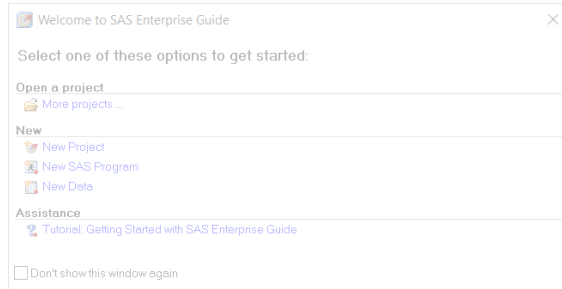 Welcome to SAS Enterprise Guide
Select one of these options to get started:
Open a project
More projects ...
New
New Project
New SAS Program
New Data
Assistance
Tutorial: Getting Started with SAS Enterprise Guide
Don't show this window again